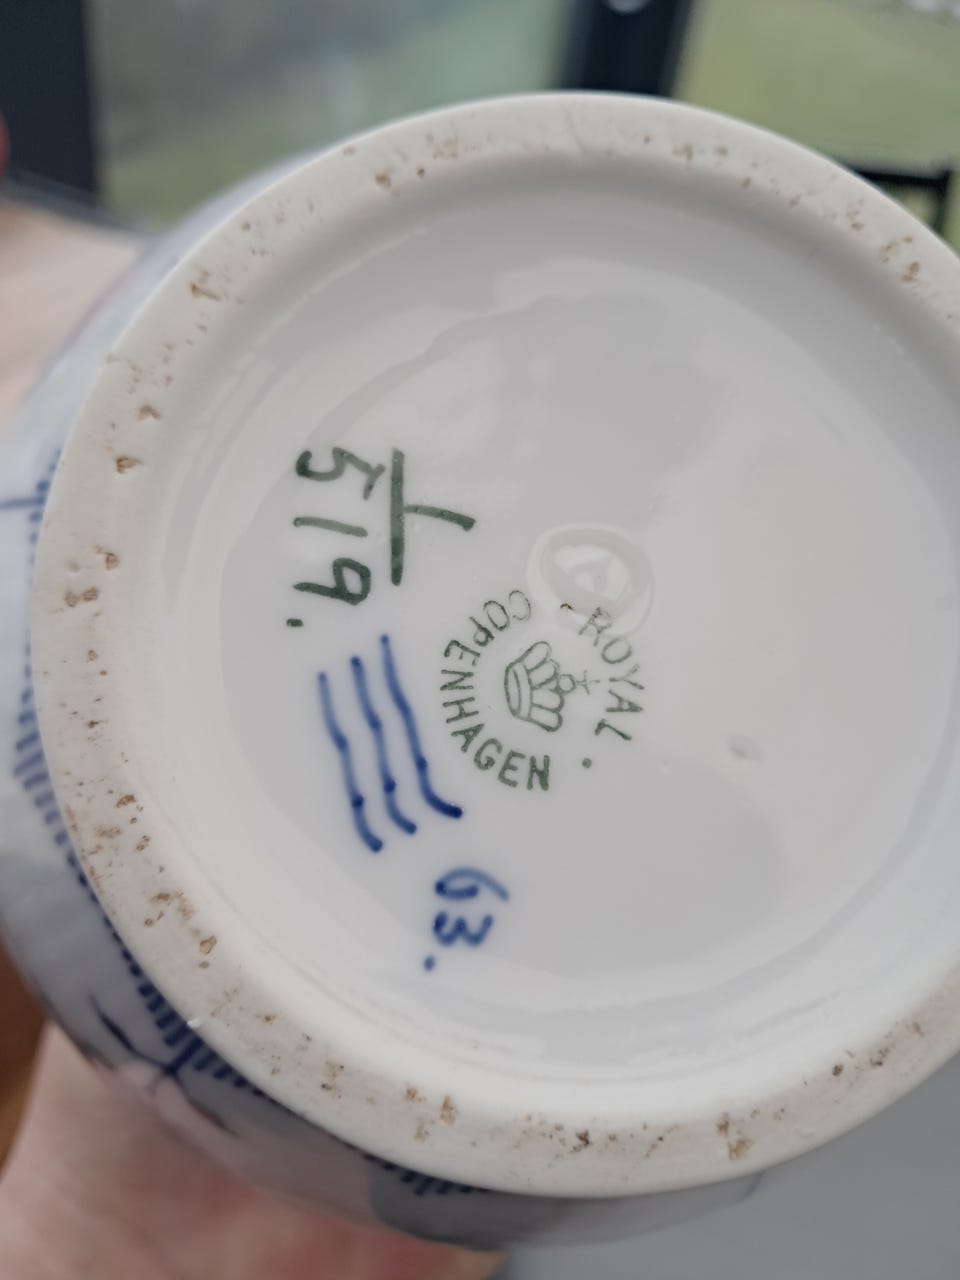 1
519.
ROYAL
COPENHAGEN
63.